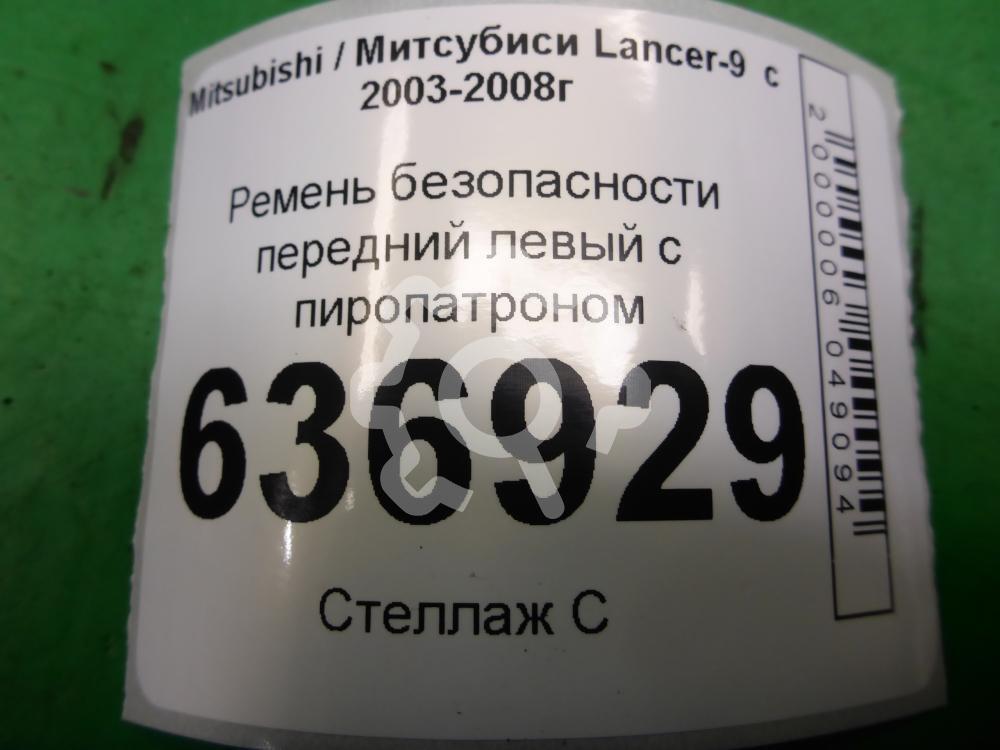 Mitsubishi / Митсубиси Lancer-9 с
2003-2008г
Ремень безопасности
передний левый с
пиропатроном
636929
Стеллаж С
2000006049094